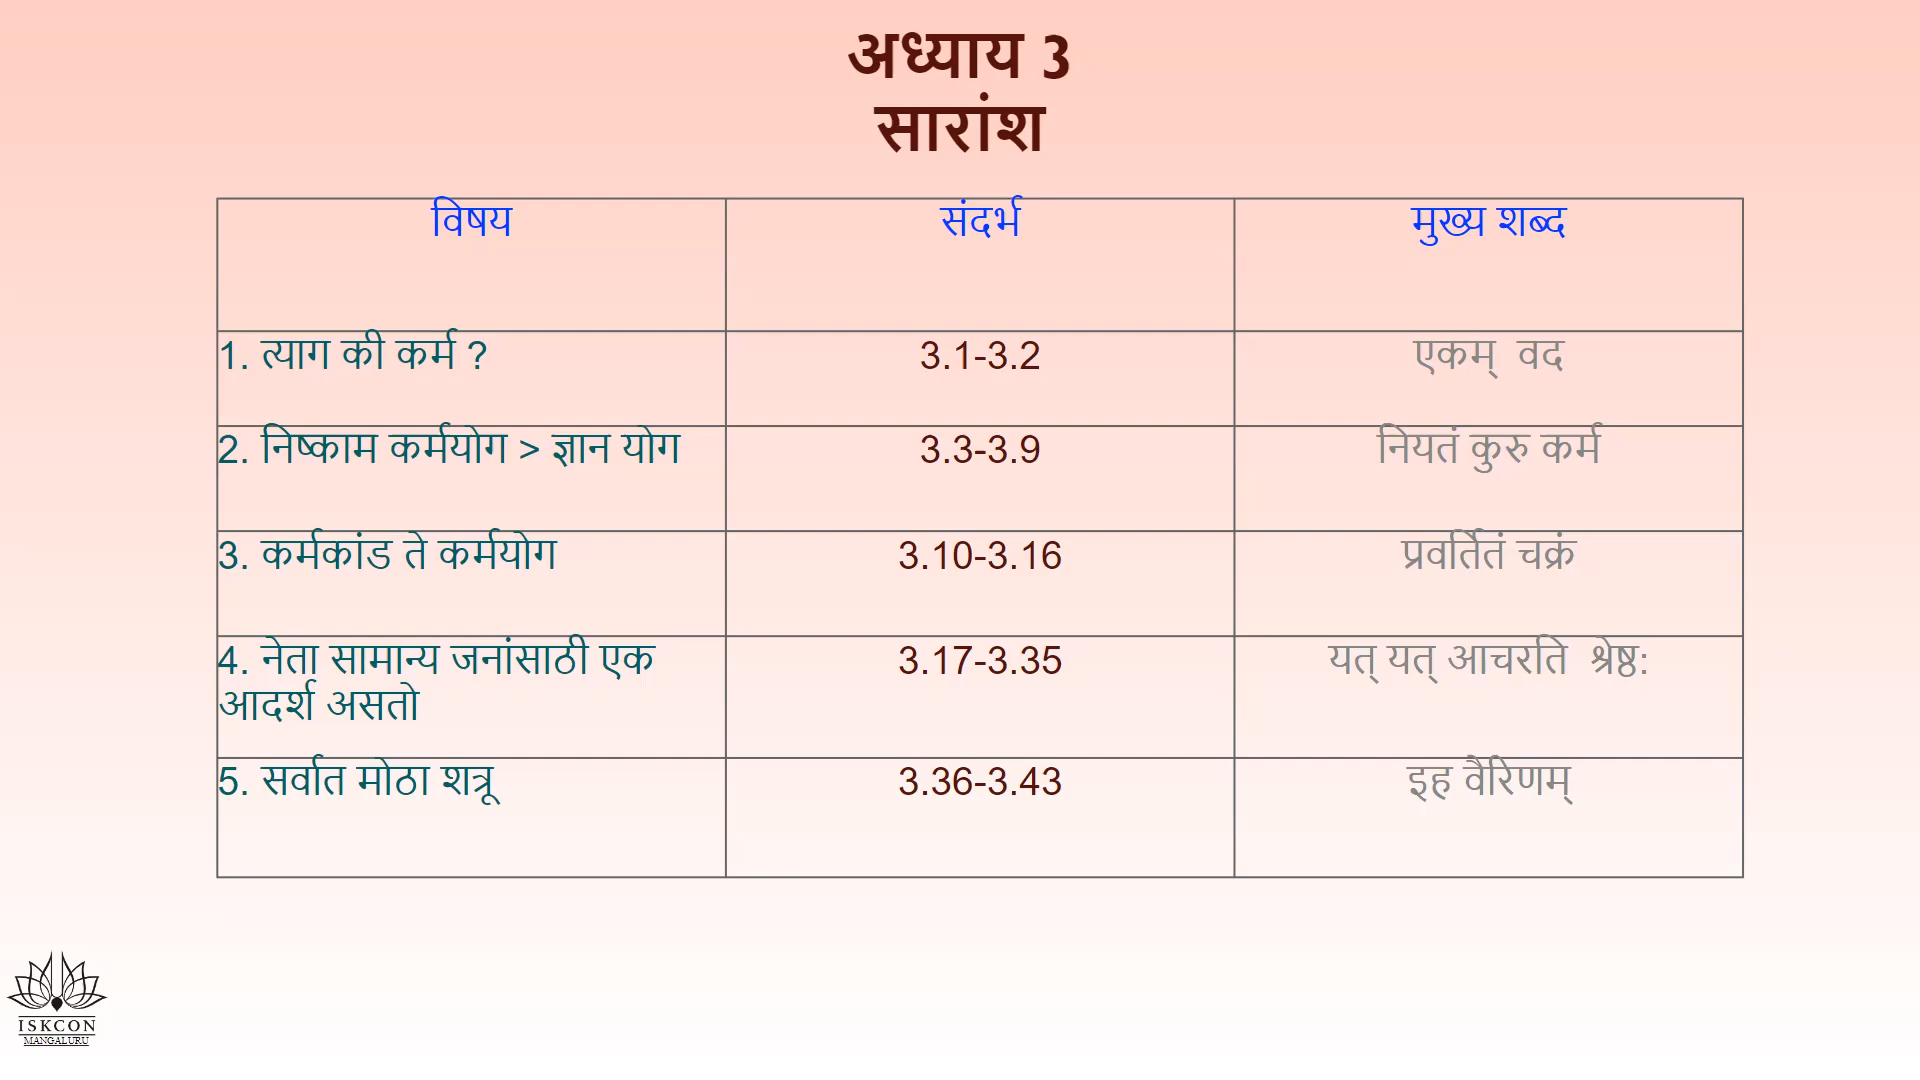 अध्याय 3
सारांश
विषय संदर्भ मुख्य शब्द
1. त्याग की कर्म ? 3.1-3.2 एकम् वद
2. निष्काम कर्मयोग > ज्ञान योग 3.3-3.9 नियतं कुरु कर्म
3. कर्मकांड ते कर्मयोग 3.10-3.16 प्रवर्तितं चक्रं
4. नेता सामान्य जनांसाठी एक 3.17-3.35 यत् यत् आचरति श्रेष्ठ:
आदर्श असतो
5. सर्वात मोठा शत्रू 3.36-3.43 इह वैरिणम्
ISKCON
MANGALURU